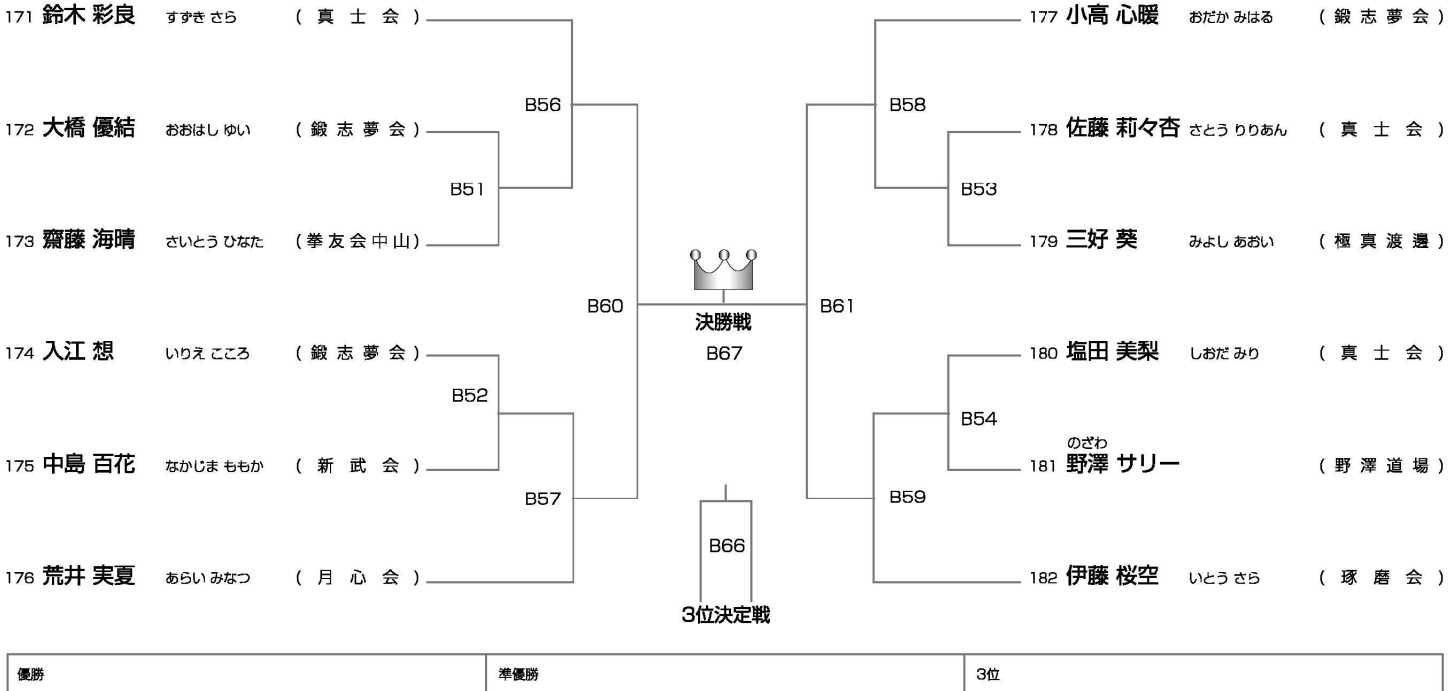 171 鈴木 彩良 すずき さら ( 真 士 会 )
172 大橋 優結 おおはし ゆい ( 鍛 志 夢 会 )
173 齋藤 海晴 さいとう ひなた ( 拳 友 会 中 山 )
174 入江 想 いりえ こころ ( 鍛 志 夢 会 )
175 中島 百花 なかじま ももか ( 新 武 会 )
176 荒井 実夏 あらい みなつ ( 月 心 会 )
B56
B51
B60
B52
B57
決勝戦
B67
B66
3位決定戦
B58
B53
B61
B54
B59
177 小高 心暖 おだか みはる ( 鍛 志 夢 会 )
178 佐藤 莉々杏 さとう りりあん ( 真 士 会 )
179 三好 葵 みよし あおい ( 極 真 渡 邊 )
180 塩田 美梨 しおだ みり ( 真 士 会 )
のざわ
181 野澤 サリー ( 野 澤 道 場 )
182 伊藤 桜空 いとう さら ( 琢 磨 会 )
優勝 準優勝 3位